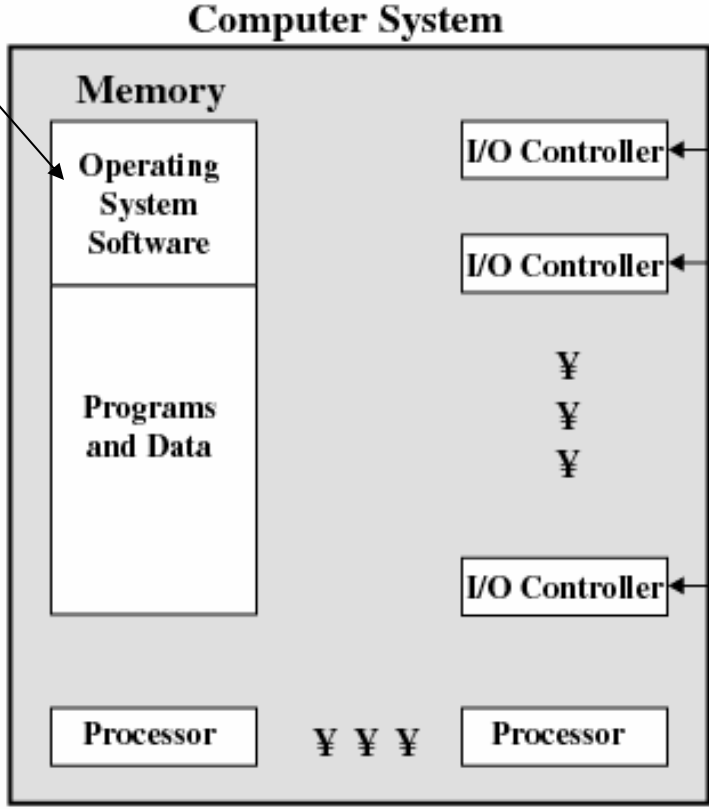 Computer System
Memory
Operating
System
Software
Programs
and Data
I/O Controller
I/O Controller
¥
¥
¥
I/O Controller
Processor
¥ ¥ ¥
Processor